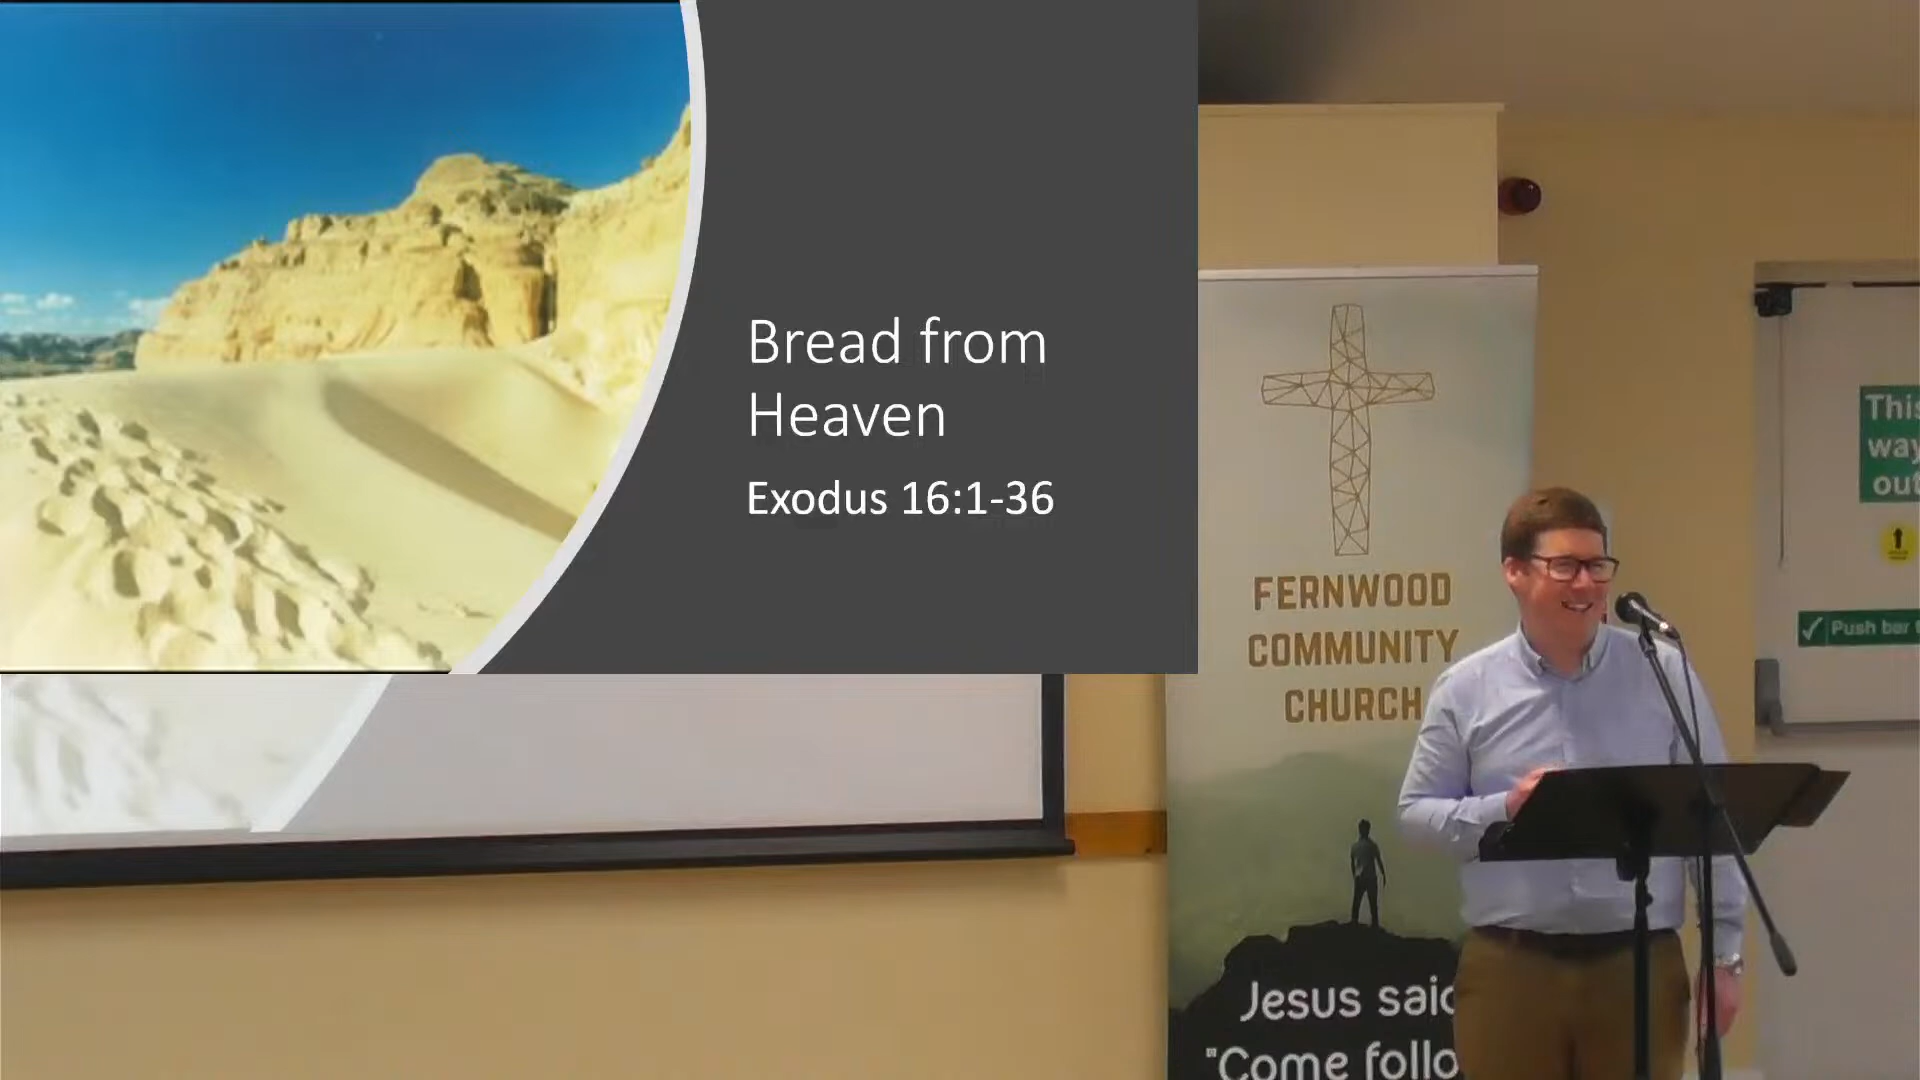 Bread from
Heaven
Exodus 16:1-36
FERNWOOD
COMMUNITY
CHURCH
Jesus said
"Come follo
This
way
out
Push bar t